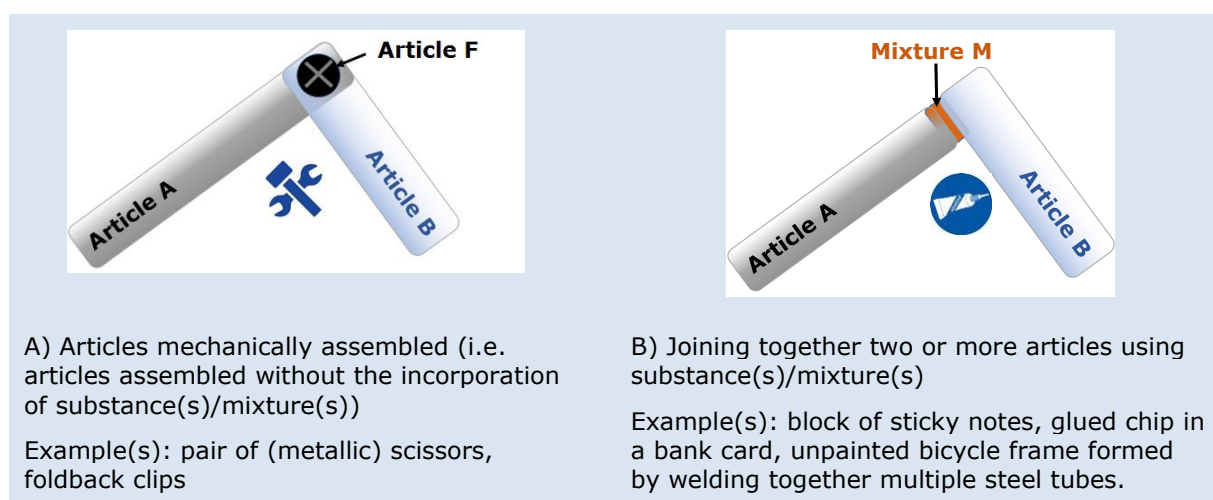 Article F
Article A
Article B
A) Articles mechanically assembled (i.e.
articles assembled without the incorporation
of substance(s)/mixture(s))
Example(s): pair of (metallic) scissors,
foldback clips
Mixture M
Article A
Article B
B) Joining together two or more articles using
substance(s)/mixture(s)
Example(s): block of sticky notes, glued chip in
a bank card, unpainted bicycle frame formed
by welding together multiple steel tubes.